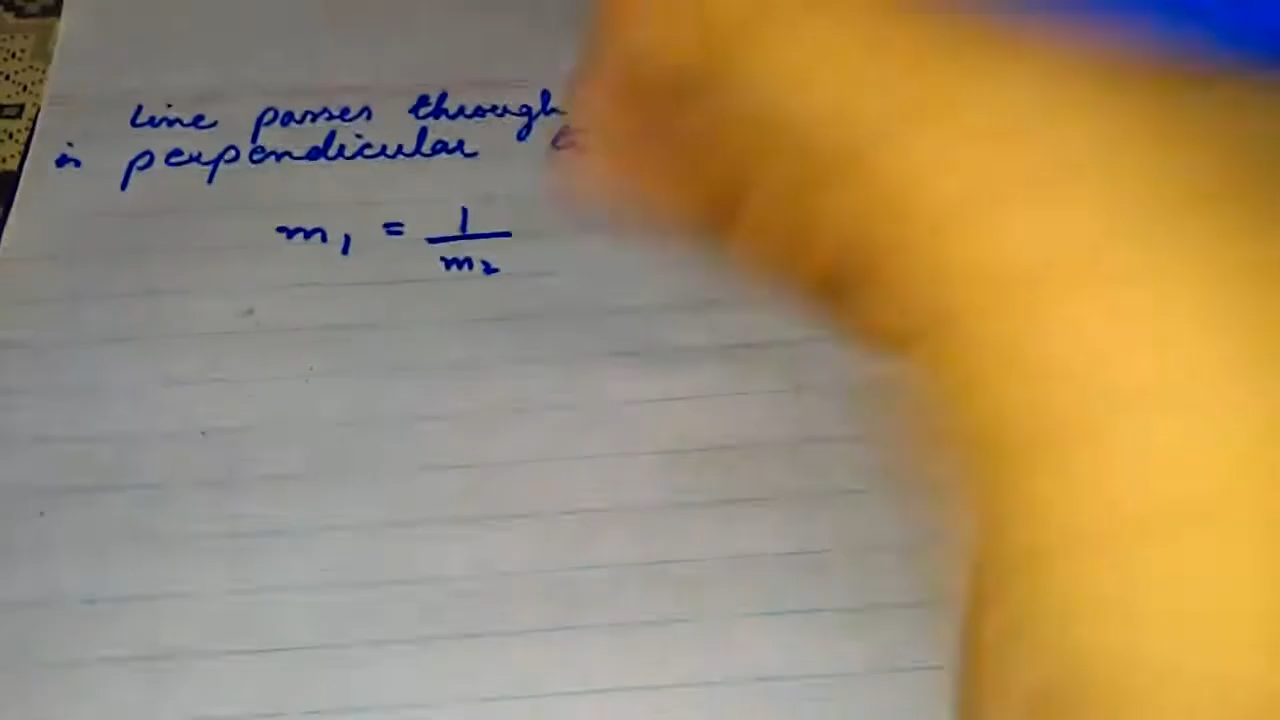 Line passes through
is perpendicular
m₁ = 1/m₂